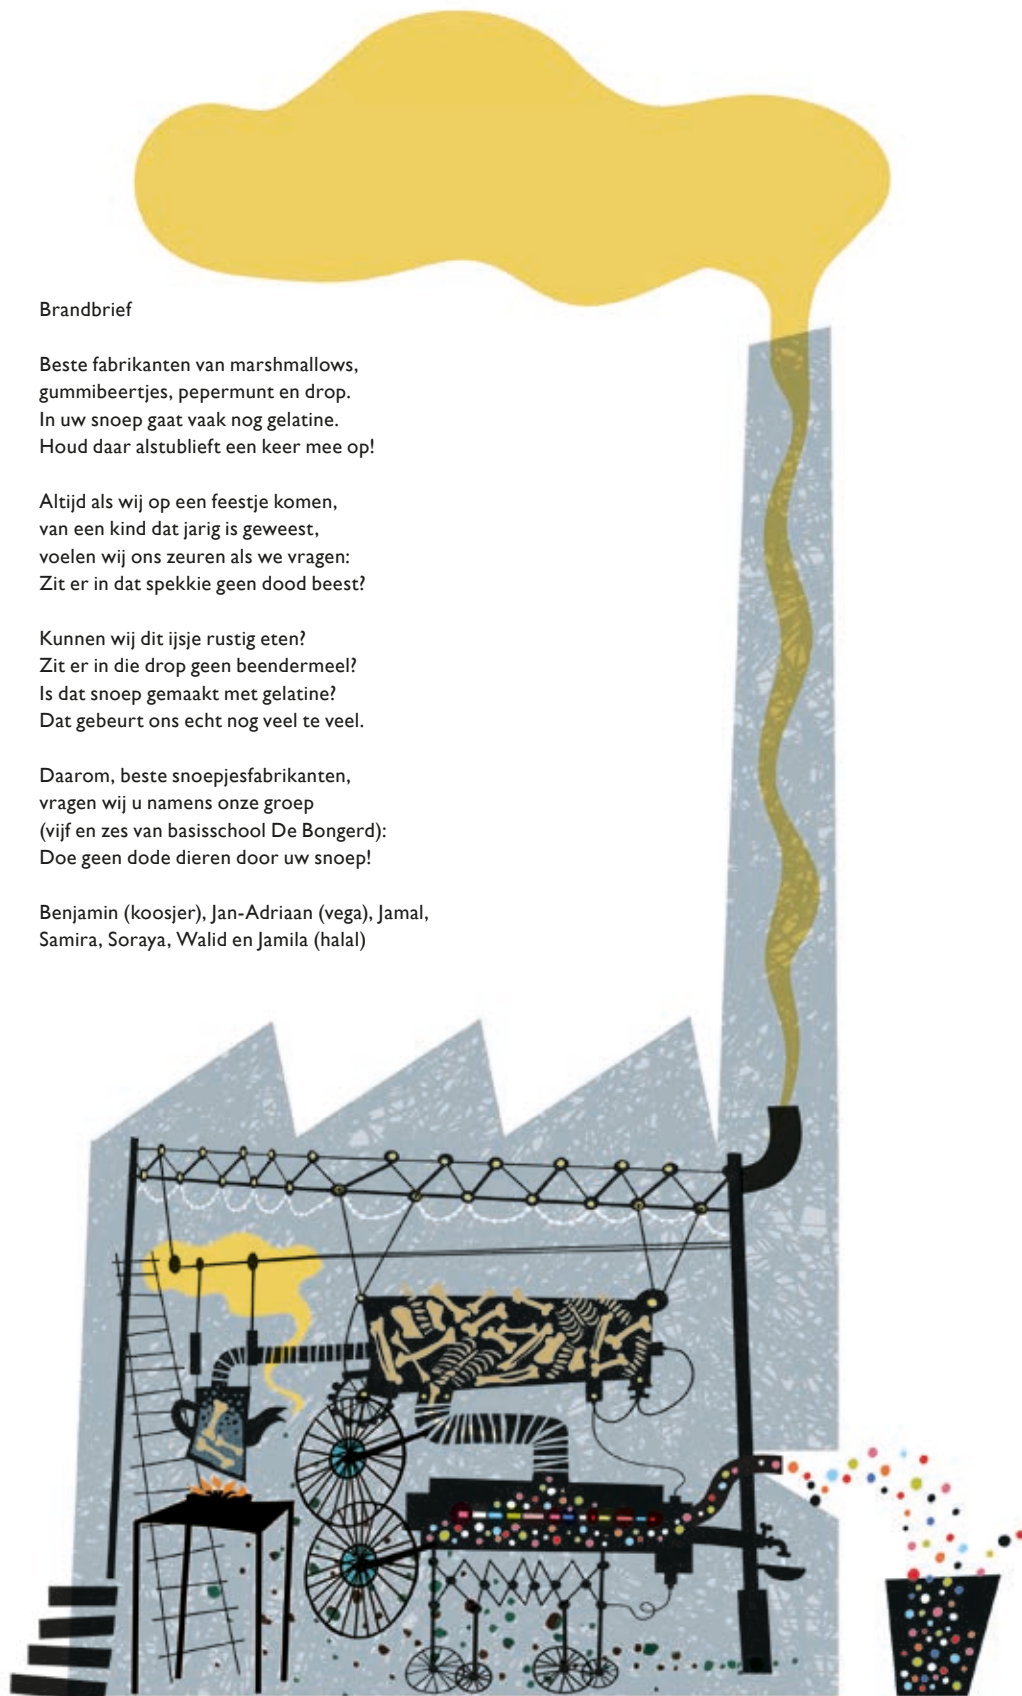 Brandbrief
Beste fabrikanten van marshmallows,
gummibeertjes, pepermunt en drop.
In uw snoep gaat vaak nog gelatine.
Houd daar alstublieft een keer mee op!
Altijd als wij op een feestje komen,
van een kind dat jarig is geweest,
voelen wij ons zeuren als we vragen:
Zit er in dat spekkie geen dood beest?
Kunnen wij dit ijsje rustig eten?
Zit er in die drop geen beendermeel?
Is dat snoep gemaakt met gelatine?
Dat gebeurt ons echt nog veel te veel.
Daarom, beste snoepjesfabrikanten,
vragen wij u namens onze groep
(vijf en zes van basisschool De Bongerd):
Doe geen dode dieren door uw snoep!
Benjamin (koosjer), Jan-Adriaan (vega), Jamal,
Samira, Soraya, Walid en Jamila (halal)